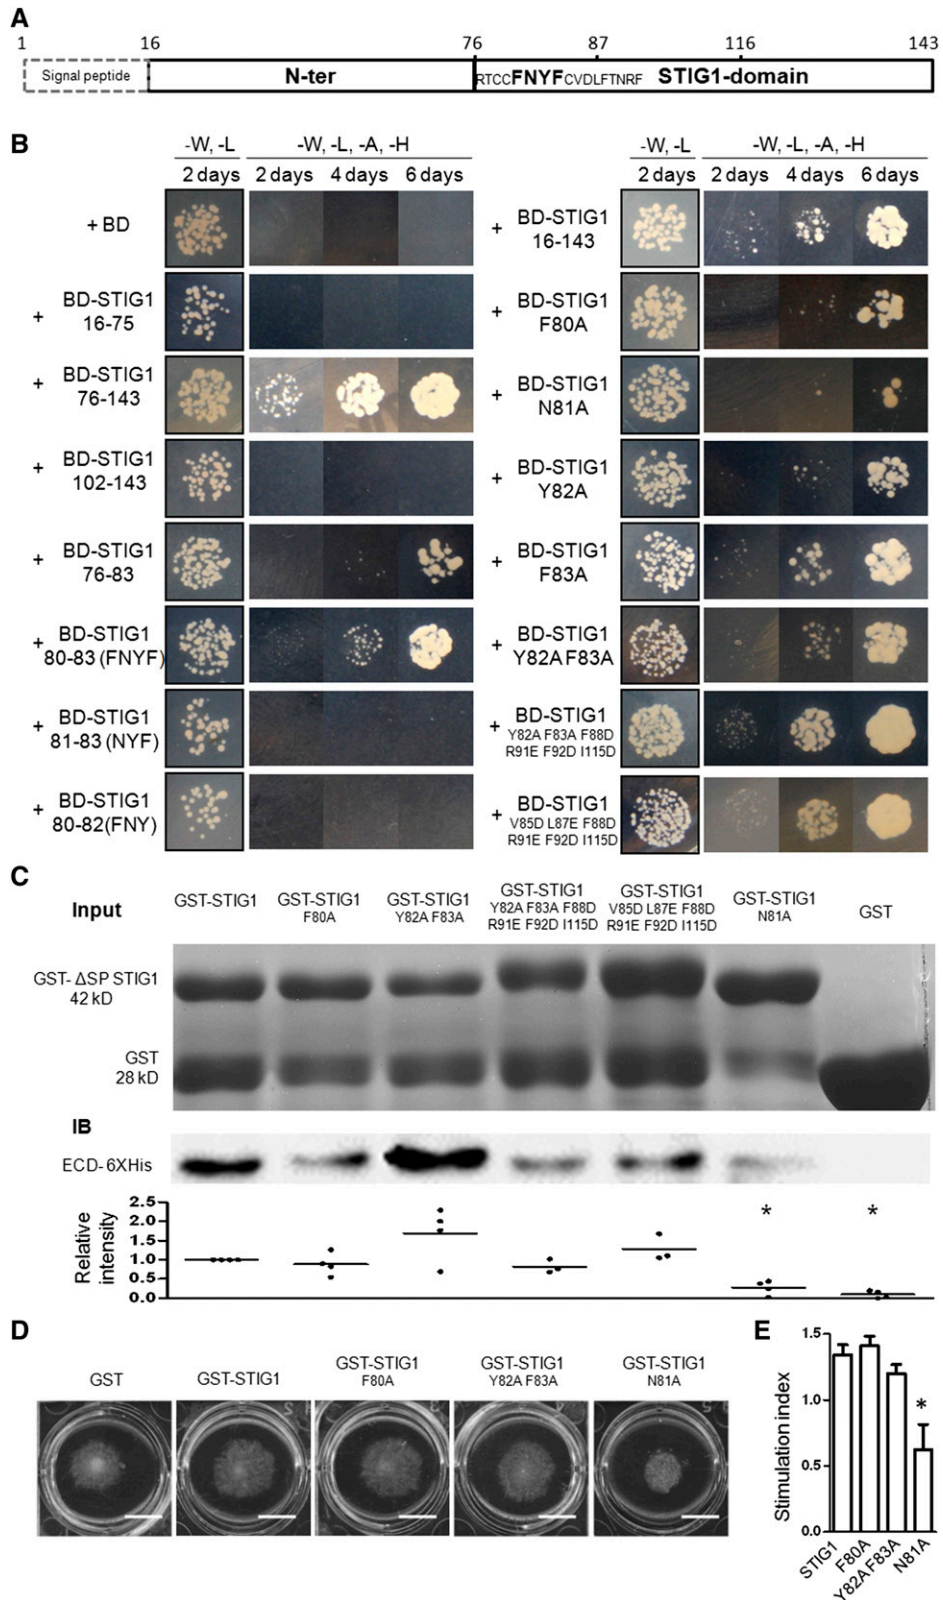 A
1 16 76 87 116 143
Signal peptide N-ter RTCCFNYFCVDLFTNRF STIG1-domain
B
-W, -L -W, -L, -A, -H
2 days 2 days 4 days 6 days
+ BD
+ BD-STIG1
16-75
+ BD-STIG1
76-143
+ BD-STIG1
102-143
+ BD-STIG1
76-83
+ BD-STIG1
80-83 (FNYF)
+ BD-STIG1
81-83 (NYF)
+ BD-STIG1
80-82 (FNY)
-W, -L -W, -L, -A, -H
2 days 2 days 4 days 6 days
+ BD-STIG1
16-143
+ BD-STIG1
F80A
+ BD-STIG1
N81A
+ BD-STIG1
Y82A
+ BD-STIG1
F83A
+ BD-STIG1
Y82A F83A
+ BD-STIG1
Y82A F83A F88D
R91E F92D I115D
+ BD-STIG1
V85D L87E F88D
R91E F92D I115D
C
Input
GST-STIG1
GST-STIG1
F80A
GST-STIG1
Y82A F83A
GST-STIG1
Y82A F83A F88D
R91E F92D I115D
GST-STIG1
V85D L87E F88D
R91E F92D I115D
GST-STIG1
N81A
GST
GST- ΔSP STIG1
42 kD
GST
28 kD
IB
ECD- 6XHis
Relative
intensity
2.5
2.0
1.5
1.0
0.5
0.0
* *
D
GST
GST-STIG1
GST-STIG1
F80A
GST-STIG1
Y82A F83A
GST-STIG1
N81A
E
Stimulation index
1.5
1.0
0.5
0.0
*
STIG1
F80A
Y82A F83A
N81A